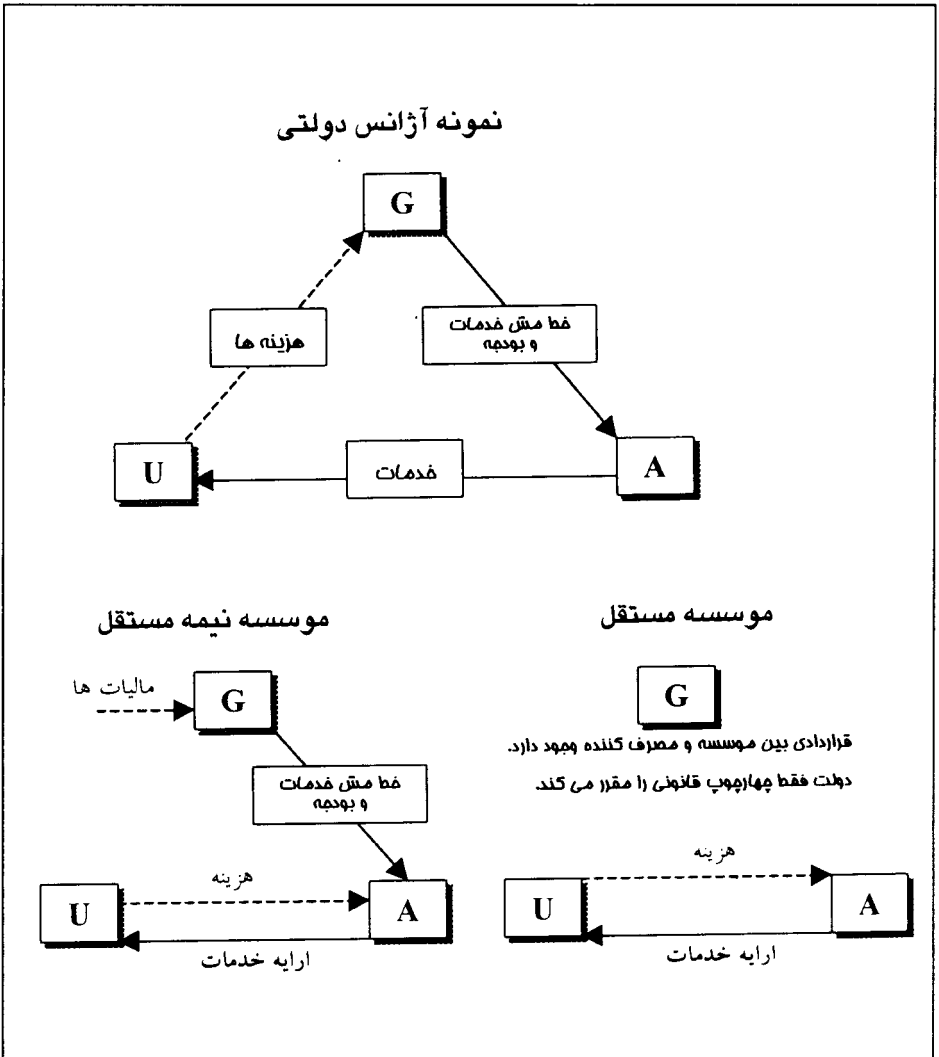 نمونه آژانس دولتی
G
هزینه ها
خط مش خدمات
و بودجه
U
خدمات
A
موسسه مستقل
G
قراردادی بین موسسه و مصرف کننده وجود دارد.
دولت فقط چهارچوپ قانونی را مقرر می کند.
هزینه
U
A
ارایه خدمات
موسسه نیمه مستقل
مالیات ها
G
خط مش خدمات
و بودجه
هزینه
U
A
ارایه خدمات